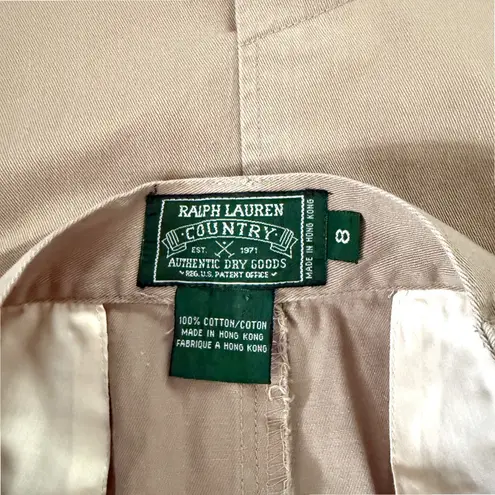 RALPH LAUREN
COUNTRY
EST. 1971
AUTHENTIC DRY GOODS
REG. U.S. PATENT OFFICE
MADE IN HONG KONG
8
100% COTTON/COTON
MADE IN HONG KONG
FABRIQUE A HONG KONG